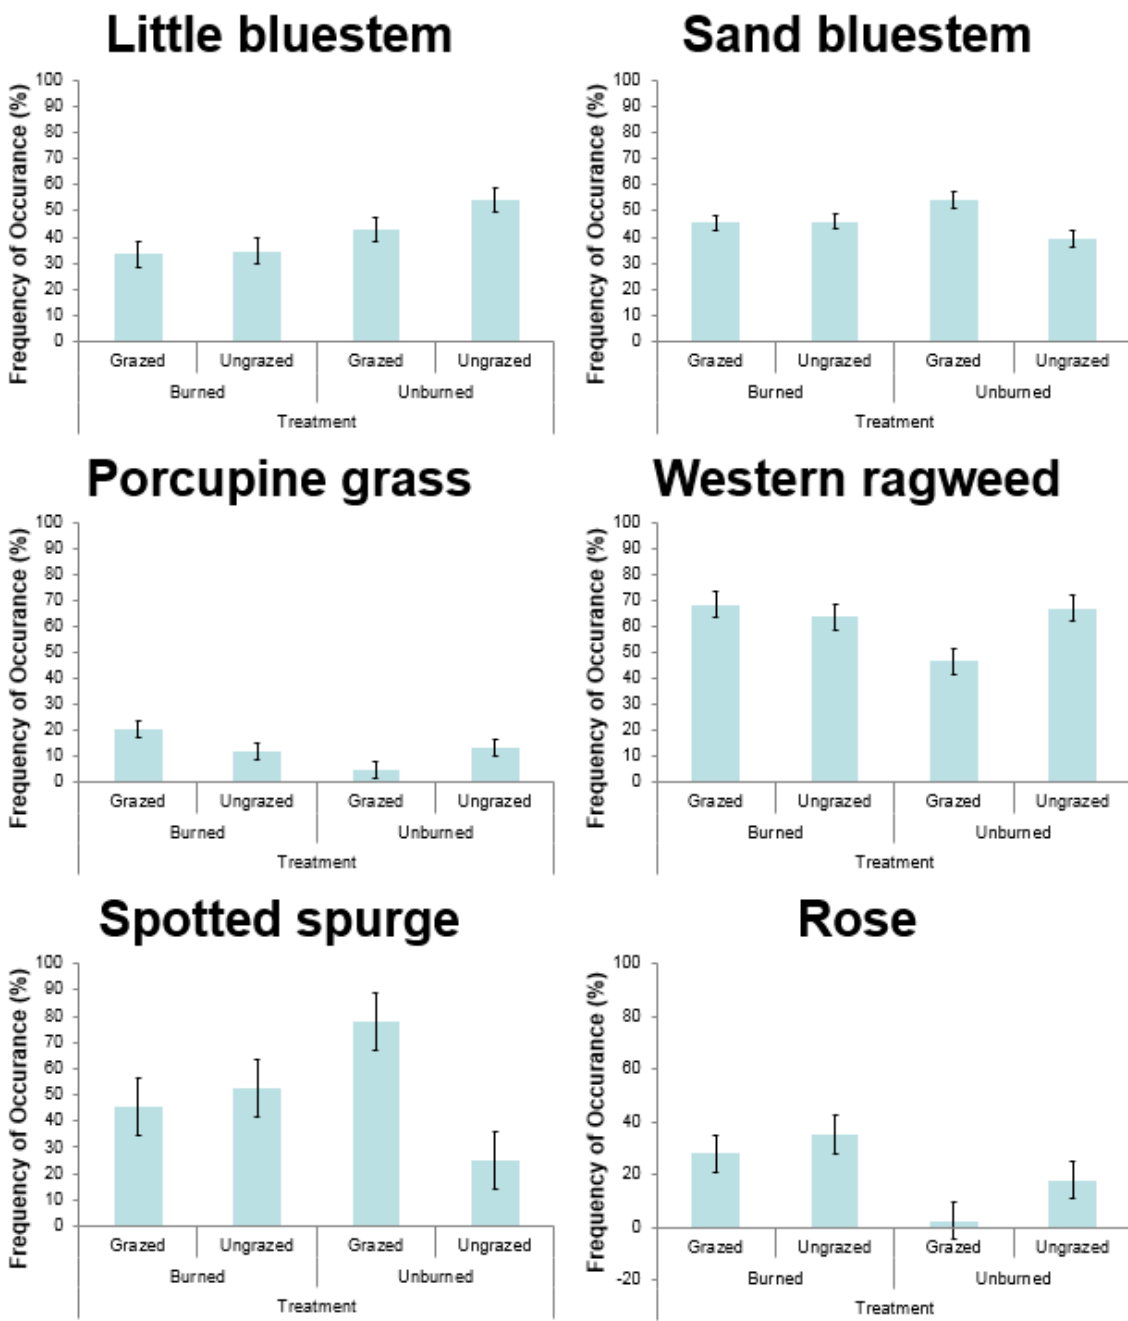 Little bluestem
Frequency of Occurance (%)
100
90
80
70
60
50
40
30
20
10
0
Grazed Ungrazed Grazed Ungrazed
Burned Unburned
Treatment
Sand bluestem
Frequency of Occurance (%)
100
90
80
70
60
50
40
30
20
10
0
Grazed Ungrazed Grazed Ungrazed
Burned Unburned
Treatment
Porcupine grass
Frequency of Occurance (%)
100
90
80
70
60
50
40
30
20
10
0
Grazed Ungrazed Grazed Ungrazed
Burned Unburned
Treatment
Western ragweed
Frequency of Occurance (%)
100
90
80
70
60
50
40
30
20
10
0
Grazed Ungrazed Grazed Ungrazed
Burned Unburned
Treatment
Spotted spurge
Frequency of Occurance (%)
100
90
80
70
60
50
40
30
20
10
0
Grazed Ungrazed Grazed Ungrazed
Burned Unburned
Treatment
Rose
Frequency of Occurance (%)
100
80
60
40
20
0
-20
Grazed Ungrazed Grazed Ungrazed
Burned Unburned
Treatment